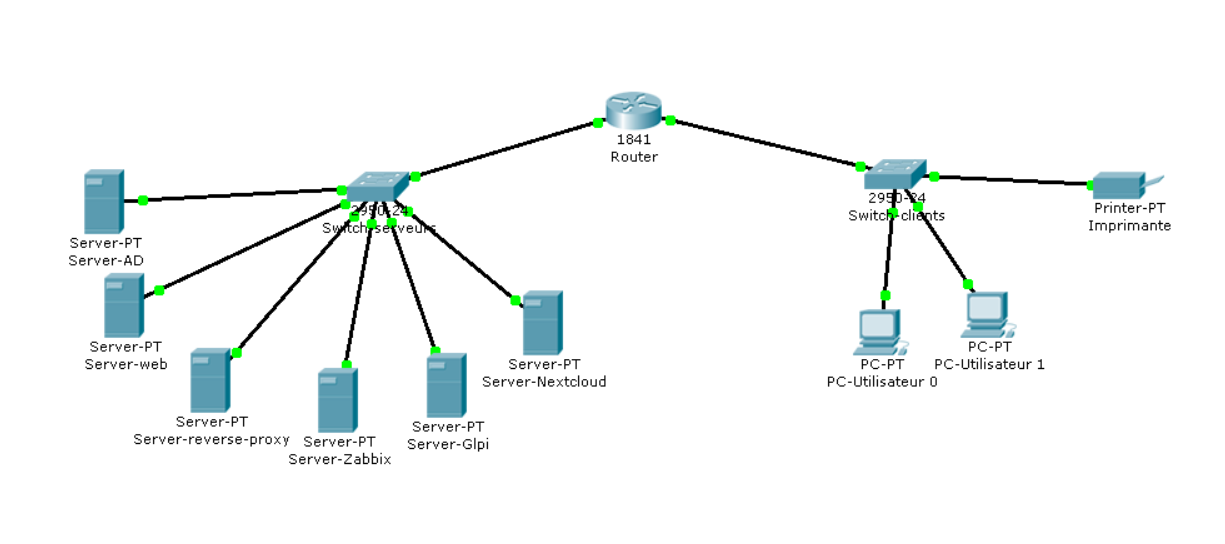 1841
Router
2950-24
Switch-serveurs
2950-24
Switch-clients
Printer-PT
Imprimante
Server-PT
Server-AD
Server-PT
Server-web
Server-PT
Server-reverse-proxy
Server-PT
Server-Zabbix
Server-PT
Server-Glpi
Server-PT
Server-Nextcloud
PC-PT
PC-Utilisateur 0
PC-PT
PC-Utilisateur 1